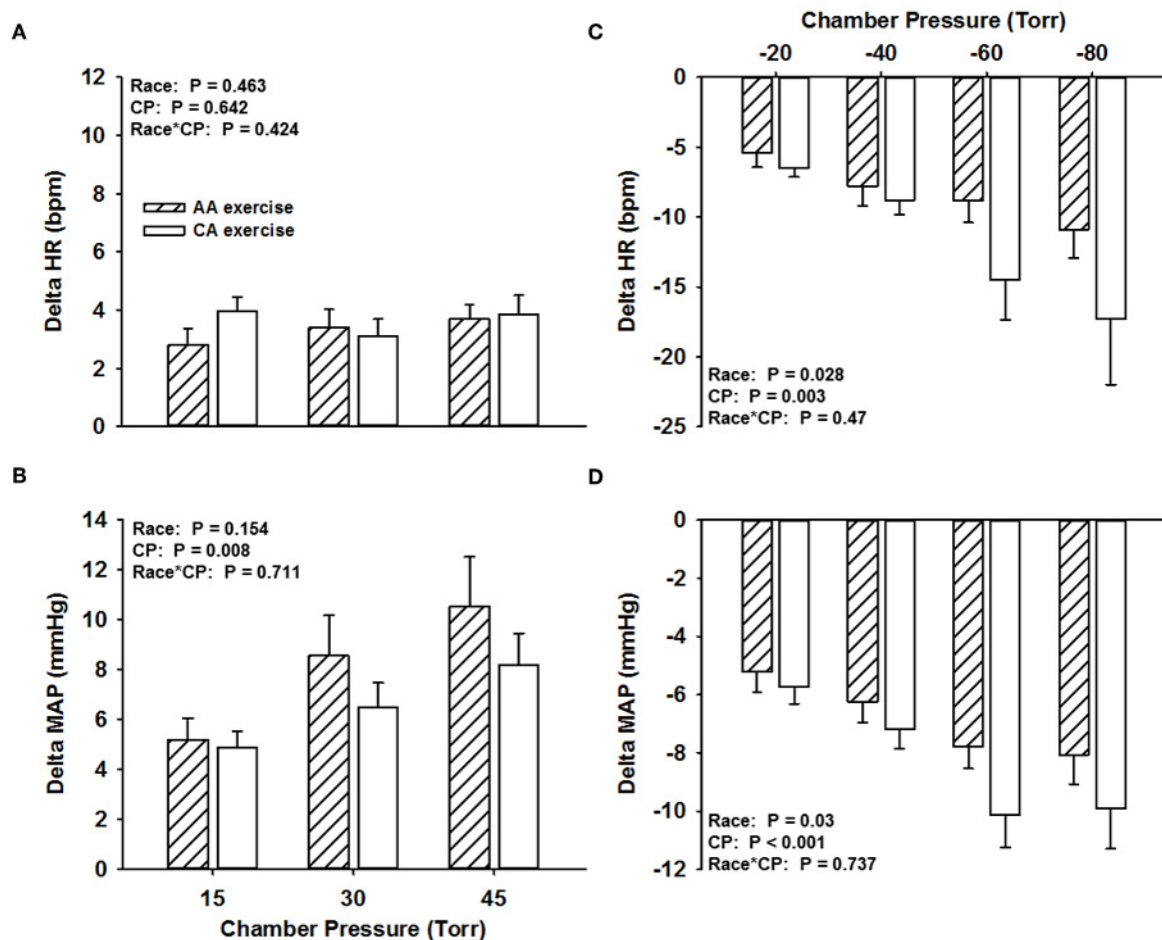 A
12
10
8
6
4
2
0
Delta HR (bpm)
Race: P = 0.463
CP: P = 0.642
Race*CP: P = 0.424
AA exercise
CA exercise
B
14
12
10
8
6
4
2
0
Delta MAP (mmHg)
Race: P = 0.154
CP: P = 0.008
Race*CP: P = 0.711
15 30 45
Chamber Pressure (Torr)
C
Chamber Pressure (Torr)
-20 -40 -60 -80
0
-5
-10
-15
-20
-25
Delta HR (bpm)
Race: P = 0.028
CP: P = 0.003
Race*CP: P = 0.47
D
0
-2
-4
-6
-8
-10
-12
Delta MAP (mmHg)
Race: P = 0.03
CP: P < 0.001
Race*CP: P = 0.737